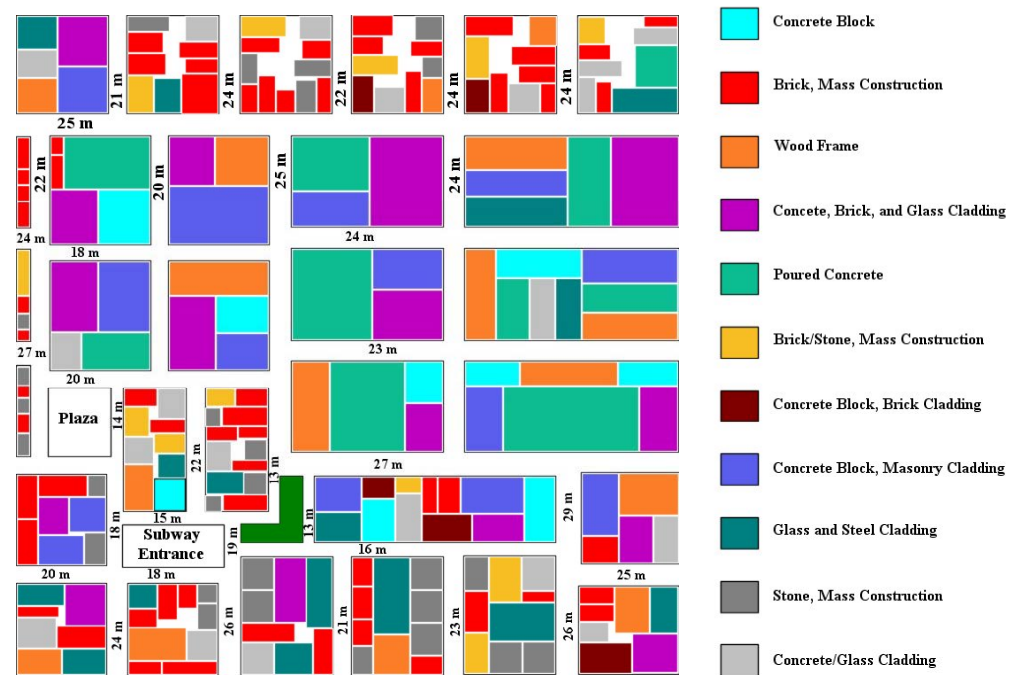 21 m
24 m
22 m
24 m
24 m
25 m
22 m
20 m
25 m
24 m
24 m
18 m
24 m
27 m
20 m
23 m
Plaza
14 m
22 m
13 m
27 m
15 m
18 m
Subway
Entrance
19 m
13 m
29 m
16 m
20 m
18 m
25 m
24 m
26 m
21 m
23 m
26 m
Concrete Block
Brick, Mass Construction
Wood Frame
Concete, Brick, and Glass Cladding
Poured Concrete
Brick/Stone, Mass Construction
Concrete Block, Brick Cladding
Concrete Block, Masonry Cladding
Glass and Steel Cladding
Stone, Mass Construction
Concrete/Glass Cladding